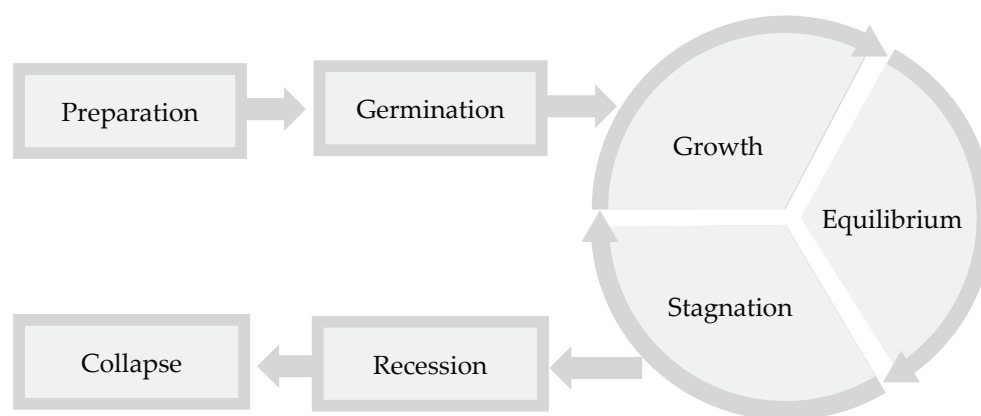 Preparation
Germination
Growth
Equilibrium
Stagnation
Recession
Collapse